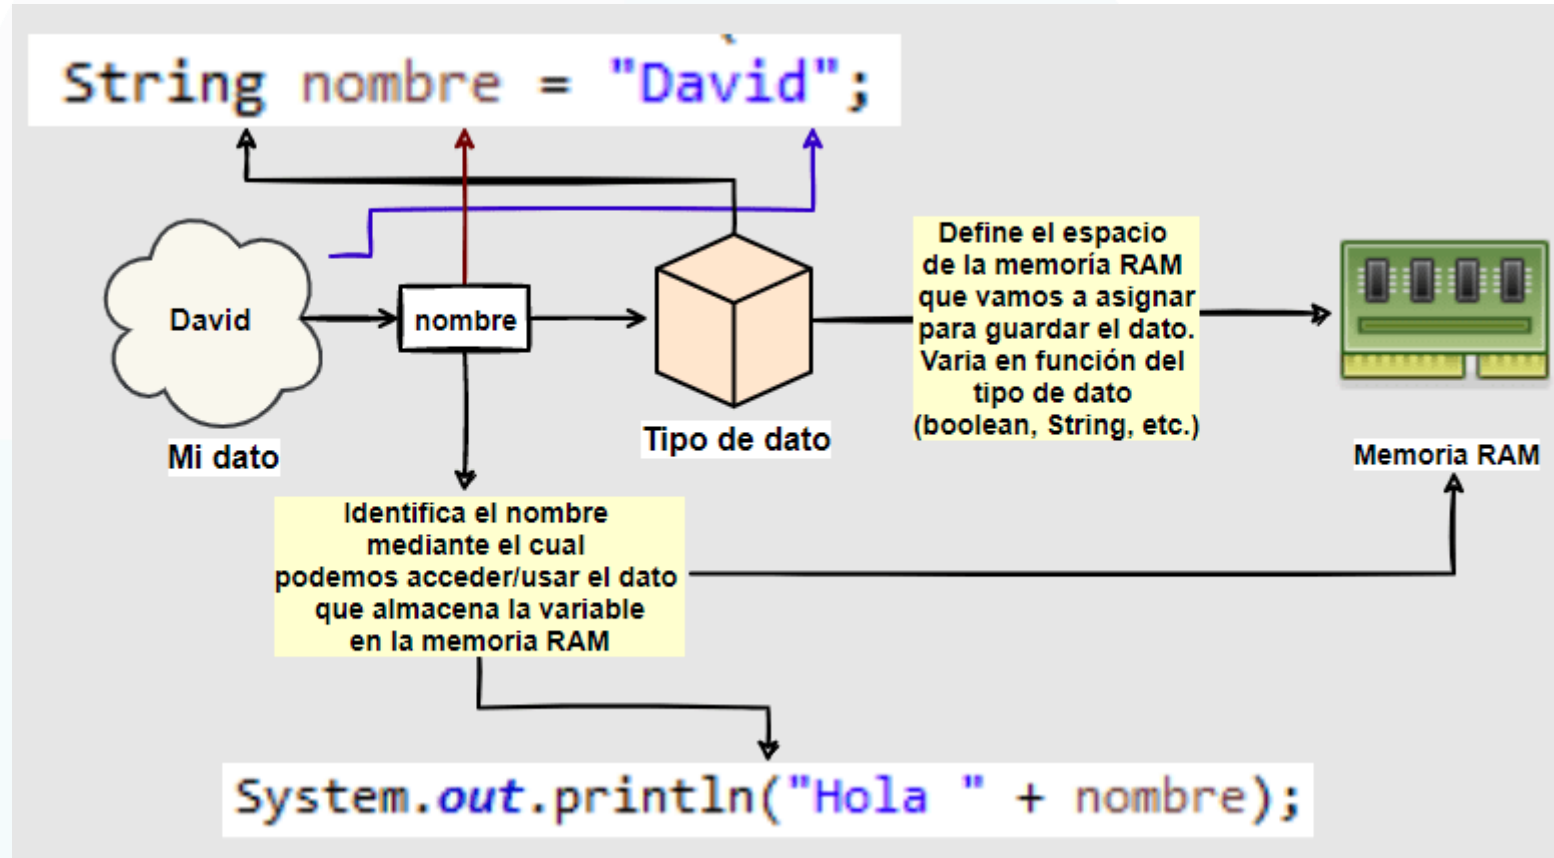 String nombre = "David";
David
Mi dato
nombre
Tipo de dato
Define el espacio
de la memoría RAM
que vamos a asignar
para guardar el dato.
Varia en función del
tipo de dato
(boolean, String, etc.)
Memoria RAM
Identifica el nombre
mediante el cual
podemos acceder/usar el dato
que almacena la variable
en la memoria RAM
System.out.println("Hola " + nombre);